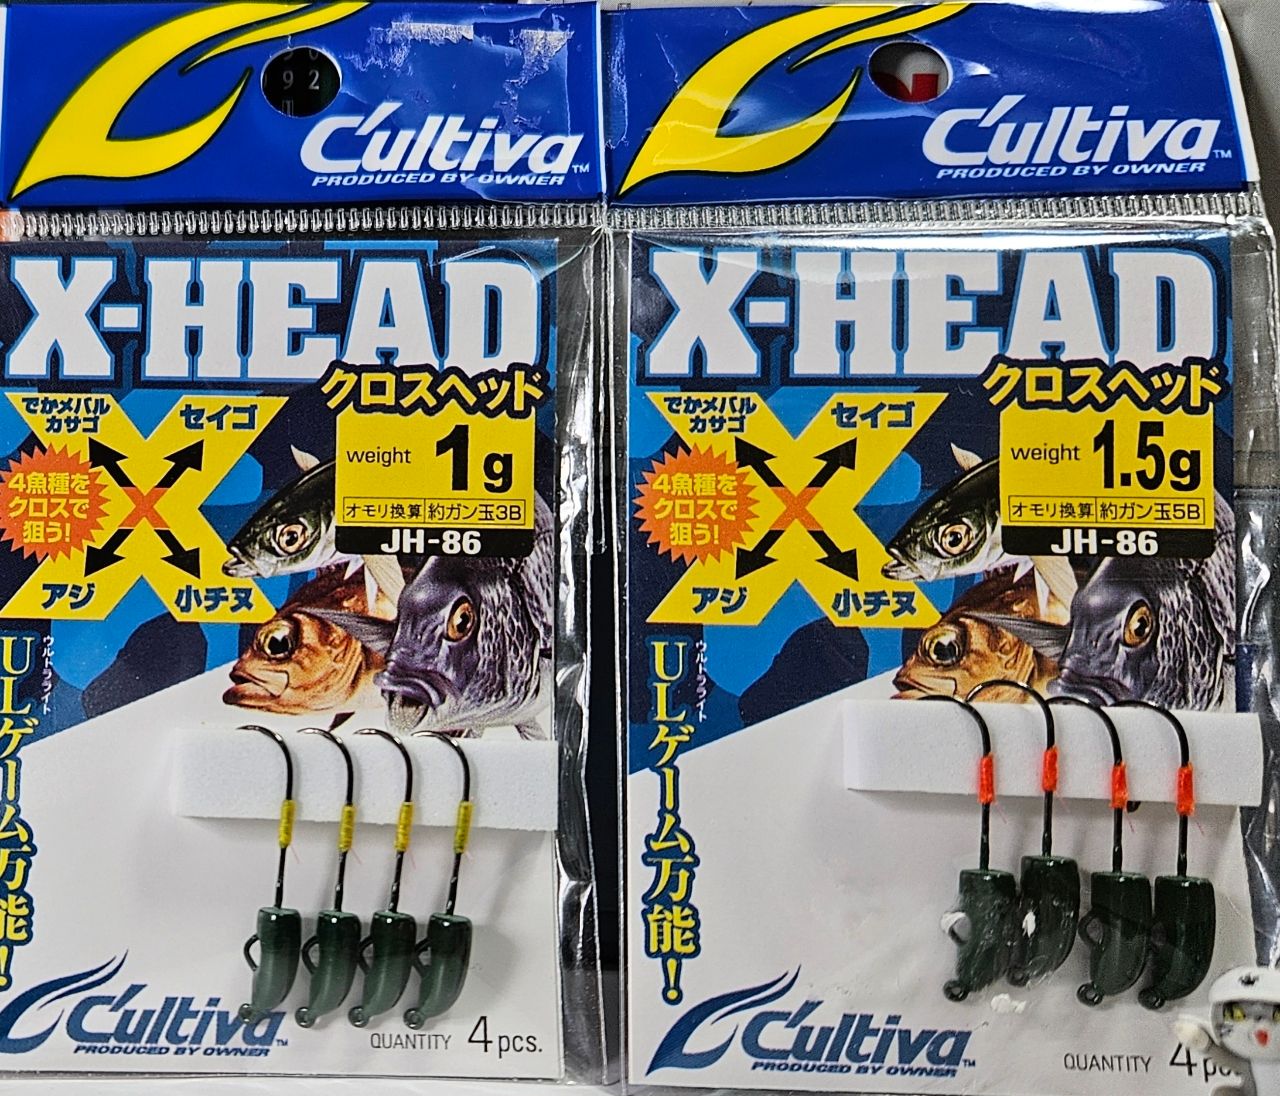 C'ultiva™
PRODUCED BY OWNER
X-HEAD
クロスヘッド
でかメバル
カサゴ
セイゴ
4魚種を
クロスで
狙う!
アジ
小チヌ
weight 1g
オモリ換算 約ガン玉3B
JH-86
ULゲーム万能!
ウルトラライト
C'ultiva™
PRODUCED BY OWNER
QUANTITY 4pcs.
C'ultiva™
PRODUCED BY OWNER
X-HEAD
クロスヘッド
でかメバル
カサゴ
セイゴ
4魚種を
クロスで
狙う!
アジ
小チヌ
weight 1.5g
オモリ換算 約ガン玉5B
JH-86
ULゲーム万能!
ウルトラライト
C'ultiva™
PRODUCED BY OWNER
QUANTITY 4